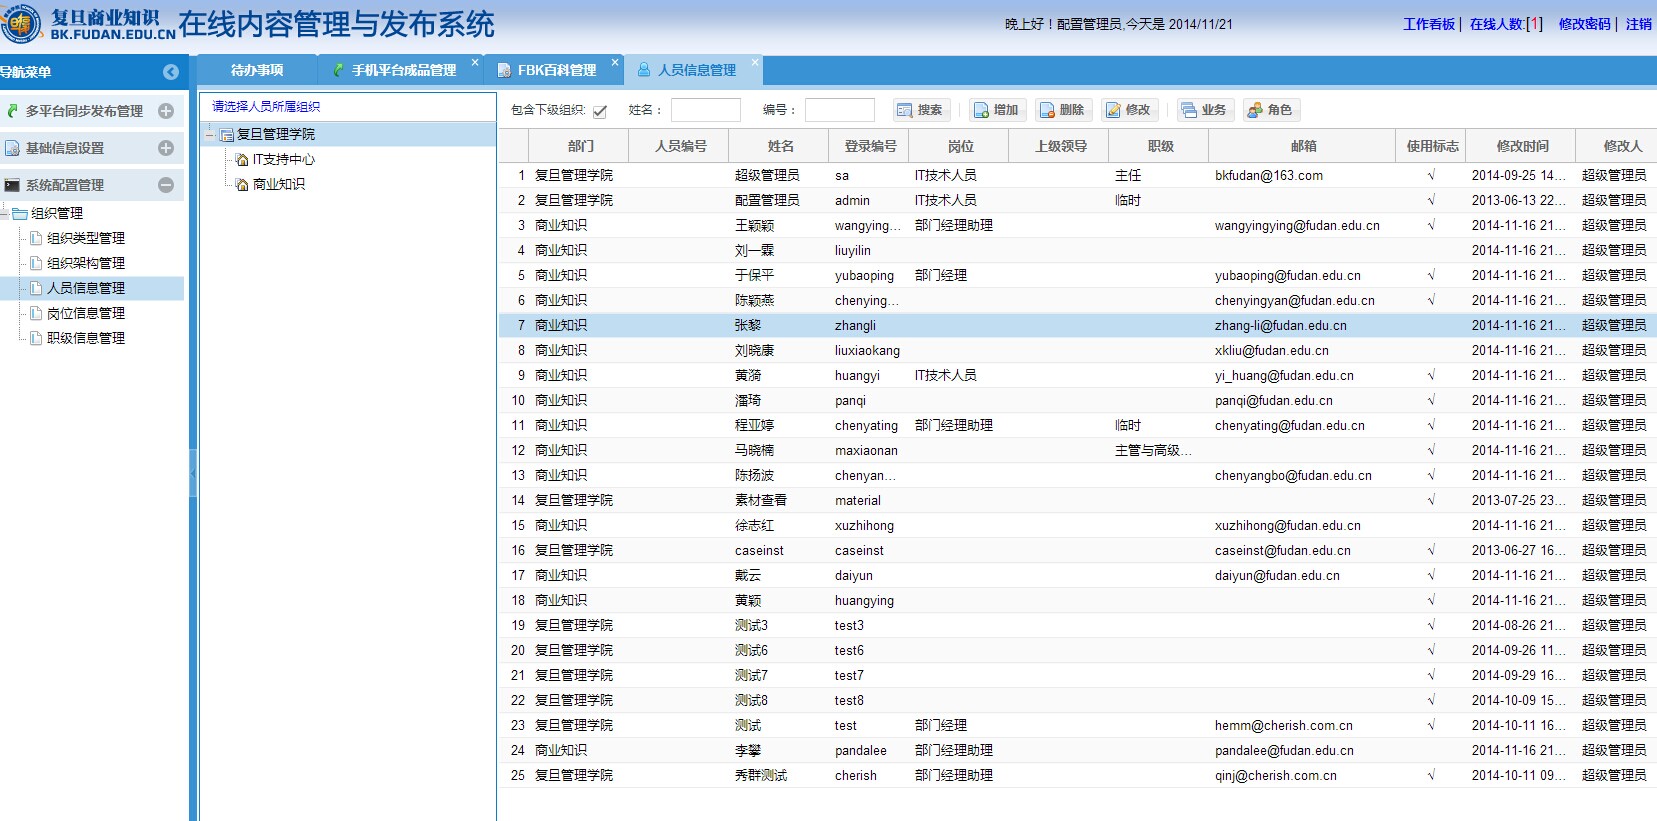 复旦商业知识 在线内容管理与发布系统
BK.FUDAN.EDU.CN
晚上好！配置管理员,今天是 2014/11/21
工作看板| 在线人数:[1] 修改密码| 注销
导航菜单
多平台同步发布管理
基础信息设置
系统配置管理
组织管理
组织类型管理
组织架构管理
人员信息管理
岗位信息管理
职级信息管理
待办事项 手机平台成品管理 FBK百科管理 人员信息管理
请选择人员所属组织
复旦管理学院
IT支持中心
商业知识
包含下级组织: 姓名： 编号： 搜索 增加 删除 修改 业务 角色
部门 人员编号 姓名 登录编号 岗位 上级领导 职级 邮箱 使用标志 修改时间 修改人
1 复旦管理学院 超级管理员 sa IT技术人员 主任 bkfudan@163.com √ 2014-09-25 14... 超级管理员
2 复旦管理学院 配置管理员 admin IT技术人员 临时 √ 2013-06-13 22... 超级管理员
3 商业知识 王颖颖 wangying... 部门经理助理 wangyingying@fudan.edu.cn √ 2014-11-16 21... 超级管理员
4 商业知识 刘一霖 liuyilin 2014-11-16 21... 超级管理员
5 商业知识 于保平 yubaoping 部门经理 yubaoping@fudan.edu.cn √ 2014-11-16 21... 超级管理员
6 商业知识 陈颖燕 chenying... chenyingyan@fudan.edu.cn √ 2014-11-16 21... 超级管理员
7 商业知识 张黎 zhangli zhang-li@fudan.edu.cn 2014-11-16 21... 超级管理员
8 商业知识 刘晓康 liuxiaokang xkliu@fudan.edu.cn 2014-11-16 21... 超级管理员
9 商业知识 黄漪 huangyi IT技术人员 yi_huang@fudan.edu.cn √ 2014-11-16 21... 超级管理员
10 商业知识 潘琦 panqi panqi@fudan.edu.cn √ 2014-11-16 21... 超级管理员
11 商业知识 程亚婷 chenyating 部门经理助理 临时 chenyating@fudan.edu.cn √ 2014-11-16 21... 超级管理员
12 商业知识 马晓楠 maxiaonan 主管与高级... √ 2014-11-16 21... 超级管理员
13 商业知识 陈扬波 chenyan... chenyangbo@fudan.edu.cn √ 2014-11-16 21... 超级管理员
14 复旦管理学院 素材查看 material √ 2013-07-25 23... 超级管理员
15 商业知识 徐志红 xuzhihong xuzhihong@fudan.edu.cn 2014-11-16 21... 超级管理员
16 复旦管理学院 caseinst caseinst caseinst@fudan.edu.cn √ 2013-06-27 16... 超级管理员
17 商业知识 戴云 daiyun daiyun@fudan.edu.cn √ 2014-11-16 21... 超级管理员
18 商业知识 黄颖 huangying √ 2014-11-16 21... 超级管理员
19 复旦管理学院 测试3 test3 √ 2014-08-26 21... 超级管理员
20 复旦管理学院 测试6 test6 √ 2014-09-26 11... 超级管理员
21 复旦管理学院 测试7 test7 √ 2014-09-29 16... 超级管理员
22 复旦管理学院 测试8 test8 √ 2014-10-09 15... 超级管理员
23 复旦管理学院 测试 test 部门经理 hemm@cherish.com.cn √ 2014-10-11 16... 超级管理员
24 商业知识 李攀 pandalee 部门经理助理 pandalee@fudan.edu.cn 2014-11-16 21... 超级管理员
25 复旦管理学院 秀群测试 cherish 部门经理助理 qinj@cherish.com.cn √ 2014-10-11 09... 超级管理员